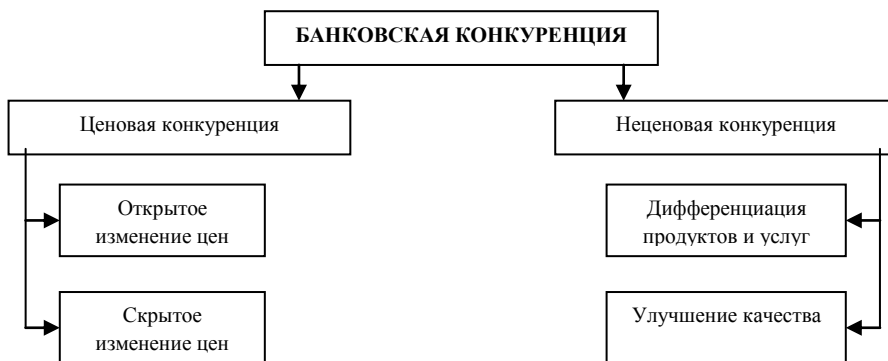 БАНКОВСКАЯ КОНКУРЕНЦИЯ
Ценовая конкуренция
Неценовая конкуренция
Открытое
изменение цен
Дифференциация
продуктов и услуг
Скрытое
изменение цен
Улучшение качества